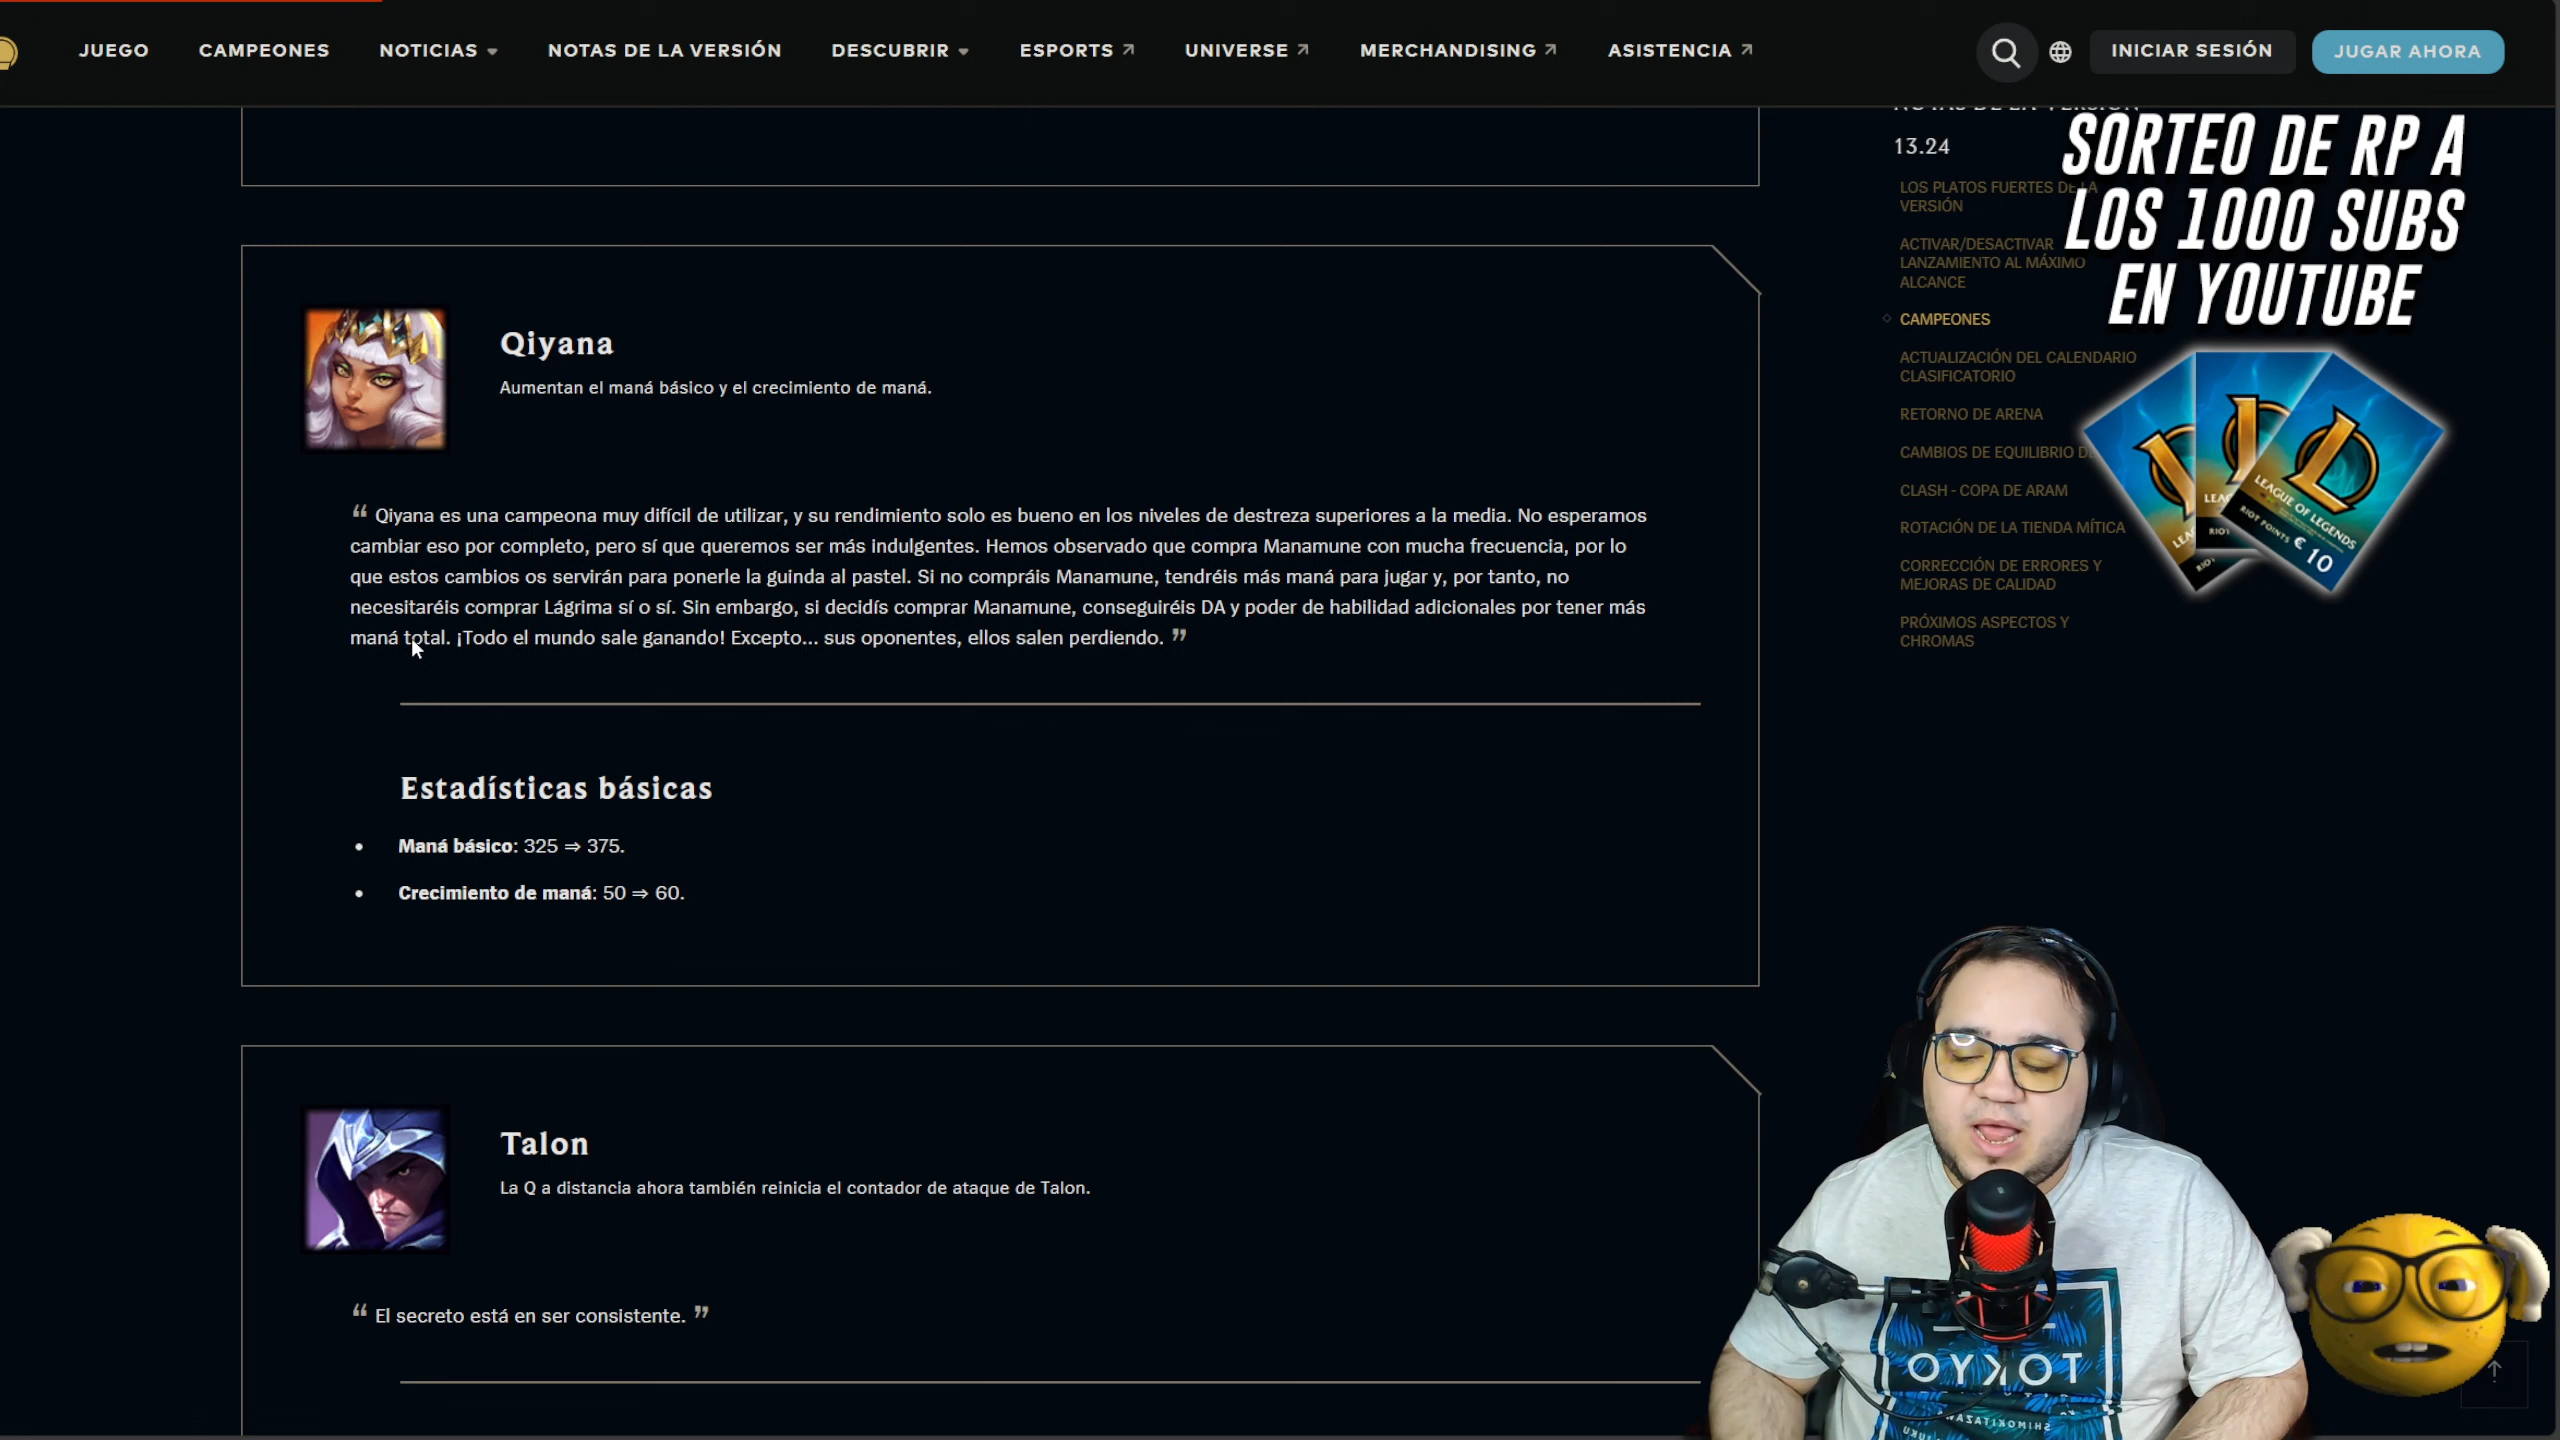 JUEGO
CAMPEONES
NOTICIAS
NOTAS DE LA VERSIÓN
DESCUBRIR
ESPORTS
UNIVERSE
MERCHANDISING
ASISTENCIA
INICIAR SESIÓN
JUGAR AHORA
Qiyana
Aumentan el maná básico y el crecimiento de maná.
“ Qiyana es una campeona muy difícil de utilizar, y su rendimiento solo es bueno en los niveles de destreza superiores a la media. No esperamos
cambiar eso por completo, pero sí que queremos ser más indulgentes. Hemos observado que compra Manamune con mucha frecuencia, por lo
que estos cambios os servirán para ponerle la guinda al pastel. Si no compráis Manamune, tendréis más maná para jugar y, por tanto, no
necesitaréis comprar Lágrima sí o sí. Sin embargo, si decidís comprar Manamune, conseguiréis DA y poder de habilidad adicionales por tener más
maná total. ¡Todo el mundo sale ganando! Excepto... sus oponentes, ellos salen perdiendo. ”
Estadísticas básicas
• Maná básico: 325 ⇒ 375.
• Crecimiento de maná: 50 ⇒ 60.
Talon
La Q a distancia ahora también reinicia el contador de ataque de Talon.
“ El secreto está en ser consistente. ”
NOTAS DE LA VERSIÓN
13.24
LOS PLATOS FUERTES DE LA
VERSIÓN
ACTIVAR/DESACTIVAR
LANZAMIENTO AL MÁXIMO
ALCANCE
CAMPEONES
ACTUALIZACIÓN DEL CALENDARIO
CLASIFICATORIO
RETORNO DE ARENA
CAMBIOS DE EQUILIBRIO
CLASH - COPA DE ARAM
ROTACIÓN DE LA TIENDA MÍTICA
CORRECCIÓN DE ERRORES Y
MEJORAS DE CALIDAD
PRÓXIMOS ASPECTOS Y
CHROMAS
SORTEO DE RP A
LOS 1000 SUBS
EN YOUTUBE
LEAGUE OF LEGENDS
RIOT POINTS € 10
TOKYO